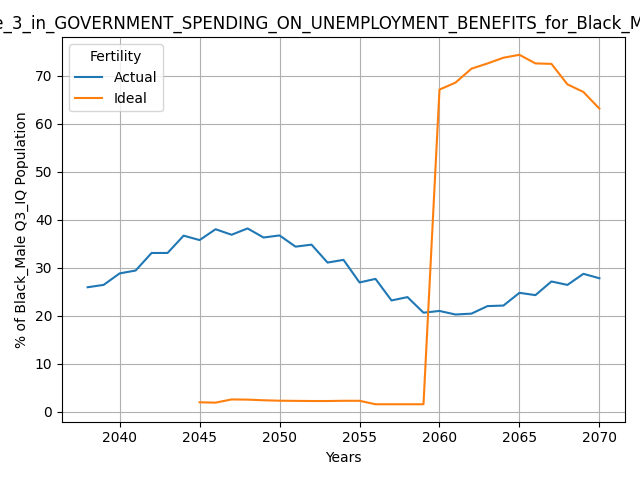 e_3_in_GOVERNMENT_SPENDING_ON_UNEMPLOYMENT_BENEFITS_for_Black_M
Fertility
Actual
Ideal
% of Black_Male Q3_IQ Population
70
60
50
40
30
20
10
0
2040 2045 2050 2055 2060 2065 2070
Years